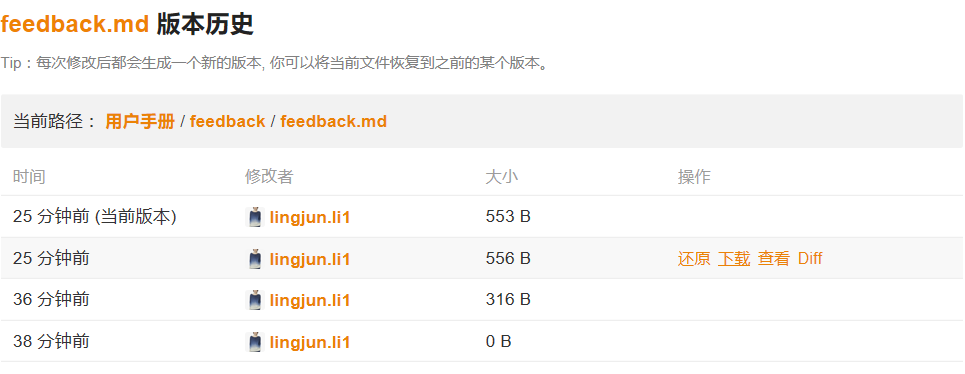 feedback.md 版本历史
Tip：每次修改后都会生成一个新的版本, 你可以将当前文件恢复到之前的某个版本。
当前路径： 用户手册 / feedback / feedback.md
时间 修改者 大小 操作
25 分钟前 (当前版本) lingjun.li1 553 B
25 分钟前 lingjun.li1 556 B 还原 下载 查看 Diff
36 分钟前 lingjun.li1 316 B
38 分钟前 lingjun.li1 0 B